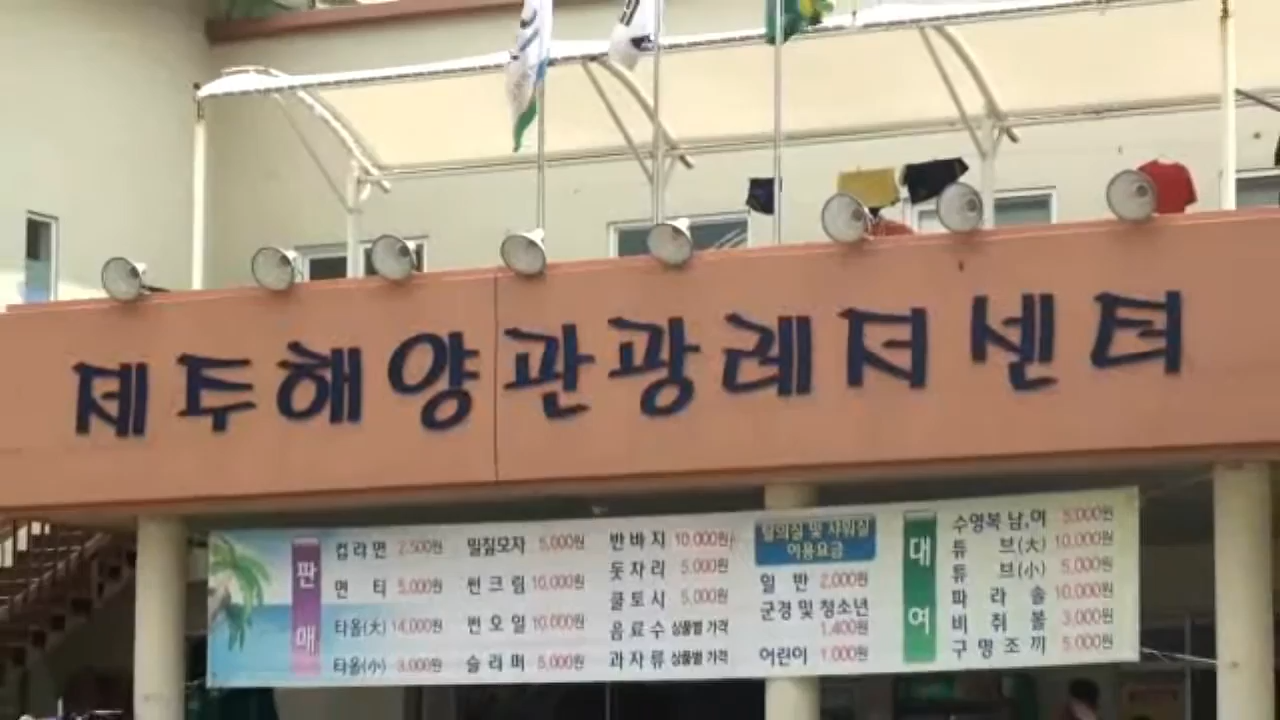 제주해양관광레저센터
판매
컵라면 2,500원
면 티 5,000원
타올(大) 14,000원
타올(小) 3,000원
밀짚모자 5,000원
썬크림 10,000원
썬오일 10,000원
슬리퍼 5,000원
반바지 10,000원
돗자리 5,000원
쿨토시 5,000원
음료수 상품별 가격
과자류 상품별 가격
탈의실 및 샤워실
이용요금
일 반 2,000원
군경 및 청소년
1,400원
어린이 1,000원
대여
수영복 남,여 5,000원
튜 브(大) 10,000원
튜 브(小) 5,000원
파 라 솔 10,000원
비 취 볼 3,000원
구 명 조 끼 5,000원